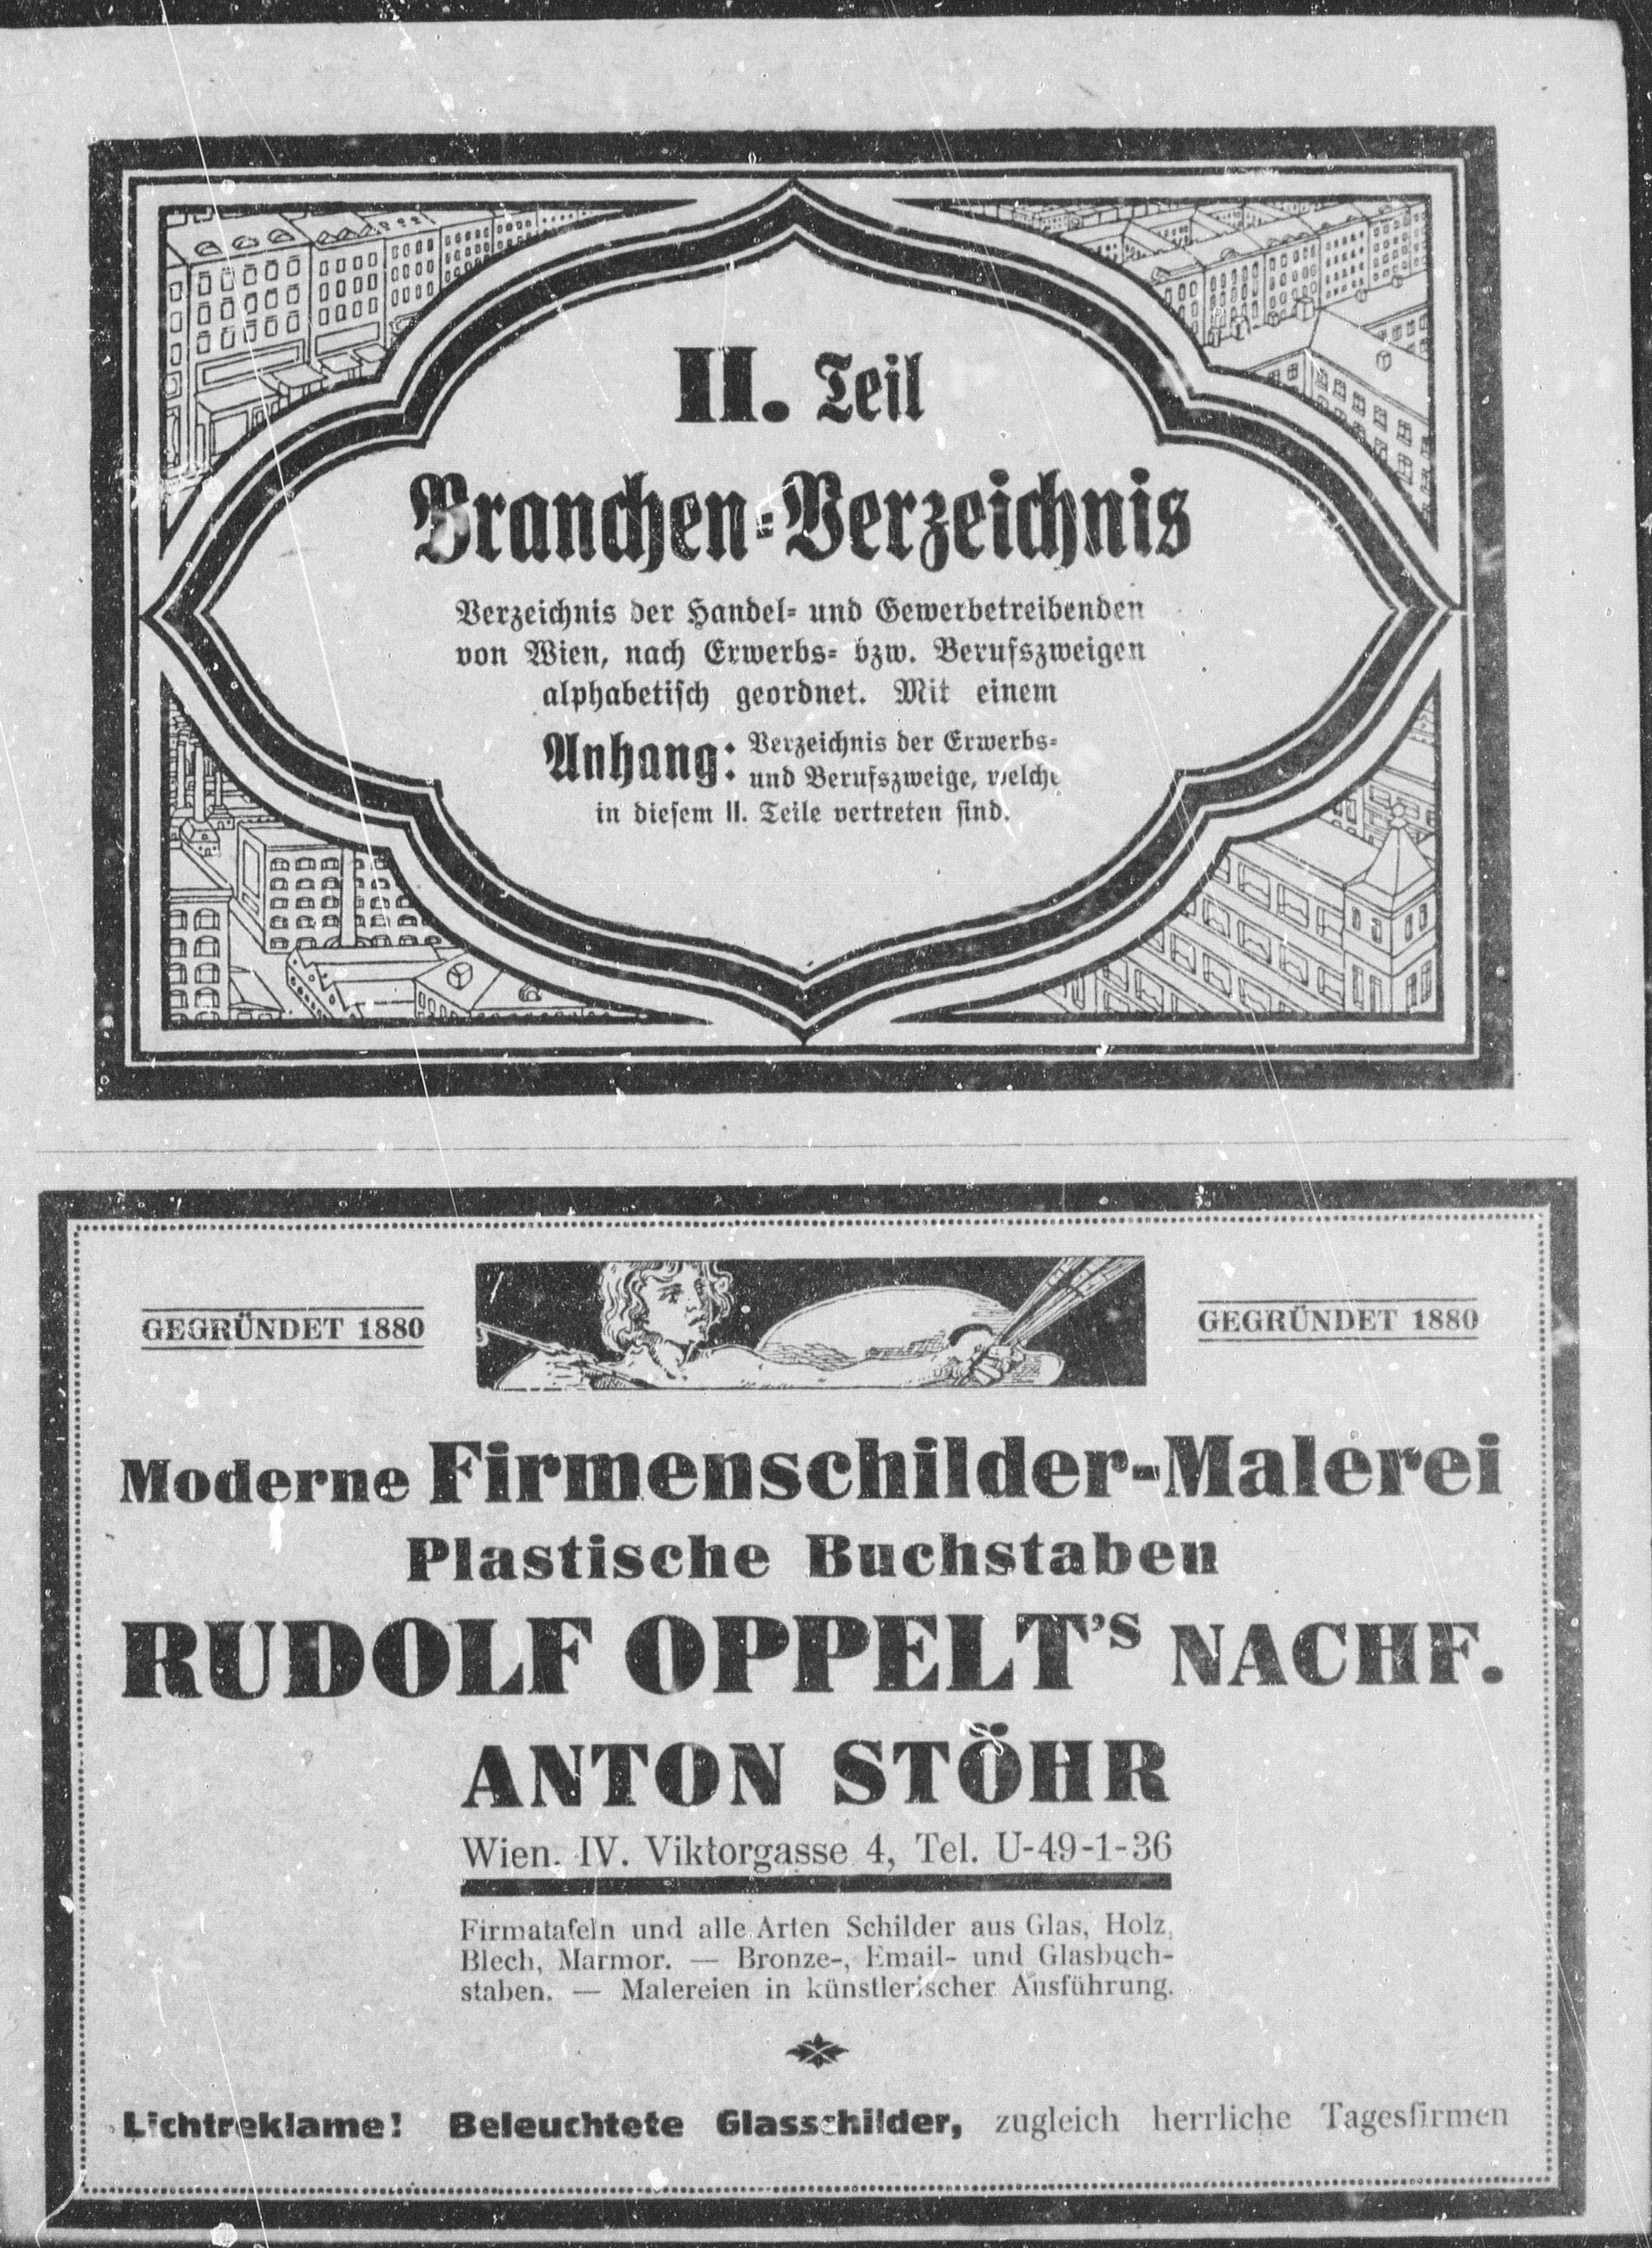 II. Teil
Branchen-Verzeichnis
Verzeichnis der Handel- und Gewerbetreibenden
von Wien, nach Erwerbs- bzw. Berufszweigen
alphabetisch geordnet. Mit einem
Anhang: Verzeichnis der Erwerbs-
und Berufszweige, welche
in diesem II. Teile vertreten sind.
GEGRÜNDET 1880
GEGRÜNDET 1880
Moderne Firmenschilder-Malerei
Plastische Buchstaben
RUDOLF OPPELT's NACHF.
ANTON STÖHR
Wien. IV. Viktorgasse 4, Tel. U-49-1-36
Firmatafeln und alle Arten Schilder aus Glas, Holz,
Blech, Marmor. — Bronze-, Email- und Glasbuch-
staben. — Malereien in künstlerischer Ausführung.
Lichtreklame! Beleuchtete Glasschilder, zugleich herrliche Tagesfirmen